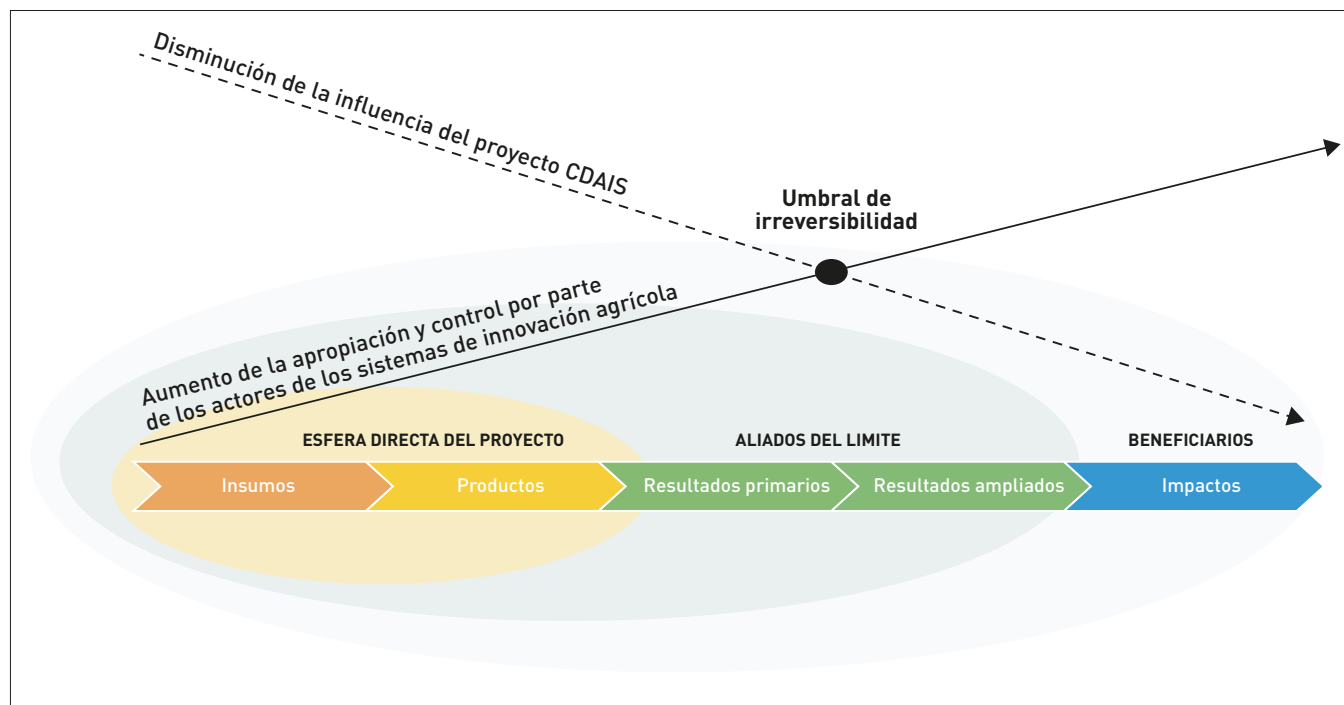 Disminución de la influencia del proyecto CDAIS
Umbral de
irreversibilidad
Aumento de la apropiación y control por parte
de los actores de los sistemas de innovación agrícola
ESFERA DIRECTA DEL PROYECTO
ALIADOS DEL LIMITE
BENEFICIARIOS
Insumos
Productos
Resultados primarios
Resultados ampliados
Impactos